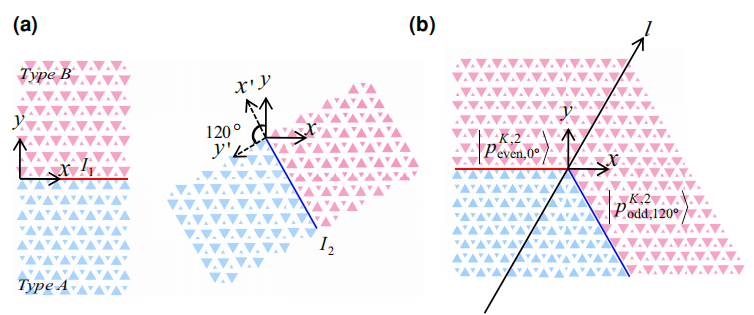 (a)
Type B
y
x
I₁
Type A
x'
y
120°
x
y'
I₂
(b)
l
y
|p^{K,2}_{even,0°}⟩
x
|p^{K,2}_{odd,120°}⟩